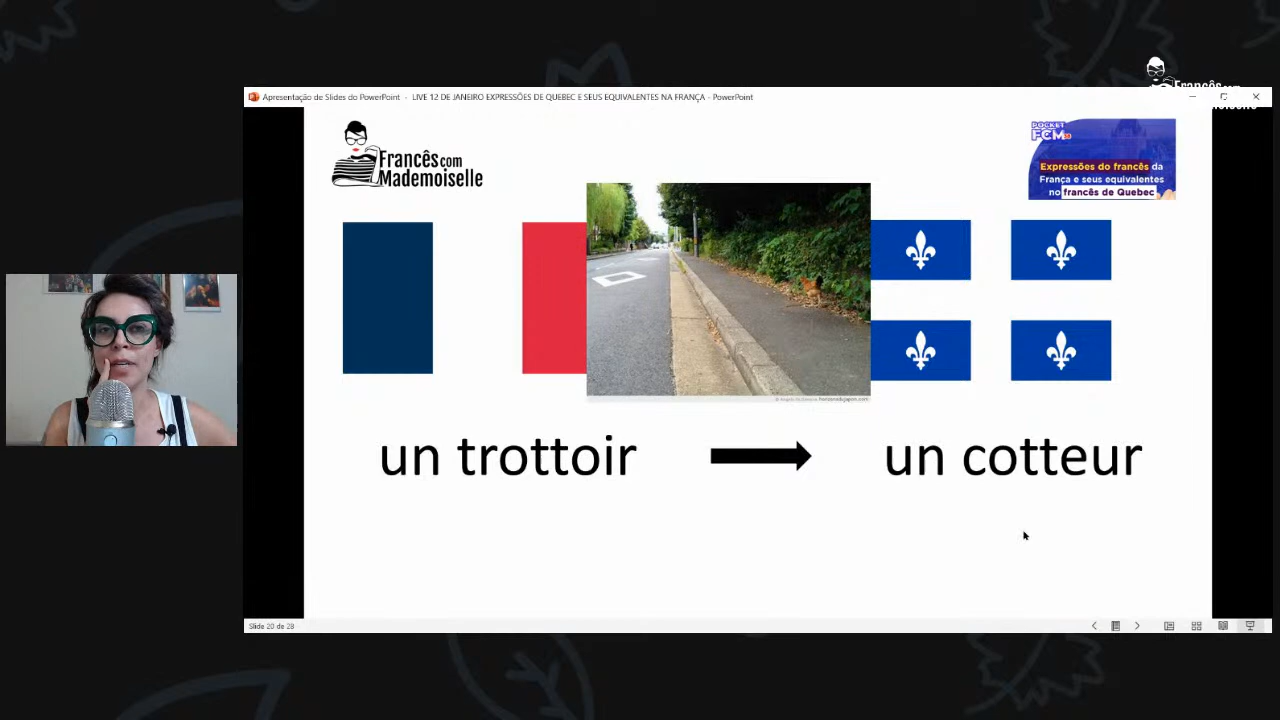 Apresentação de Slides do PowerPoint - LIVE 12 DE JANEIRO EXPRESSÕES DE QUEBEC E SEUS EQUIVALENTES NA FRANÇA - PowerPoint
Francês com
Mademoiselle
POCKET
FCM
Expressões do francês da
França e seus equivalentes
no francês de Quebec
un trottoir
un cotteur
Slide 20 de 28